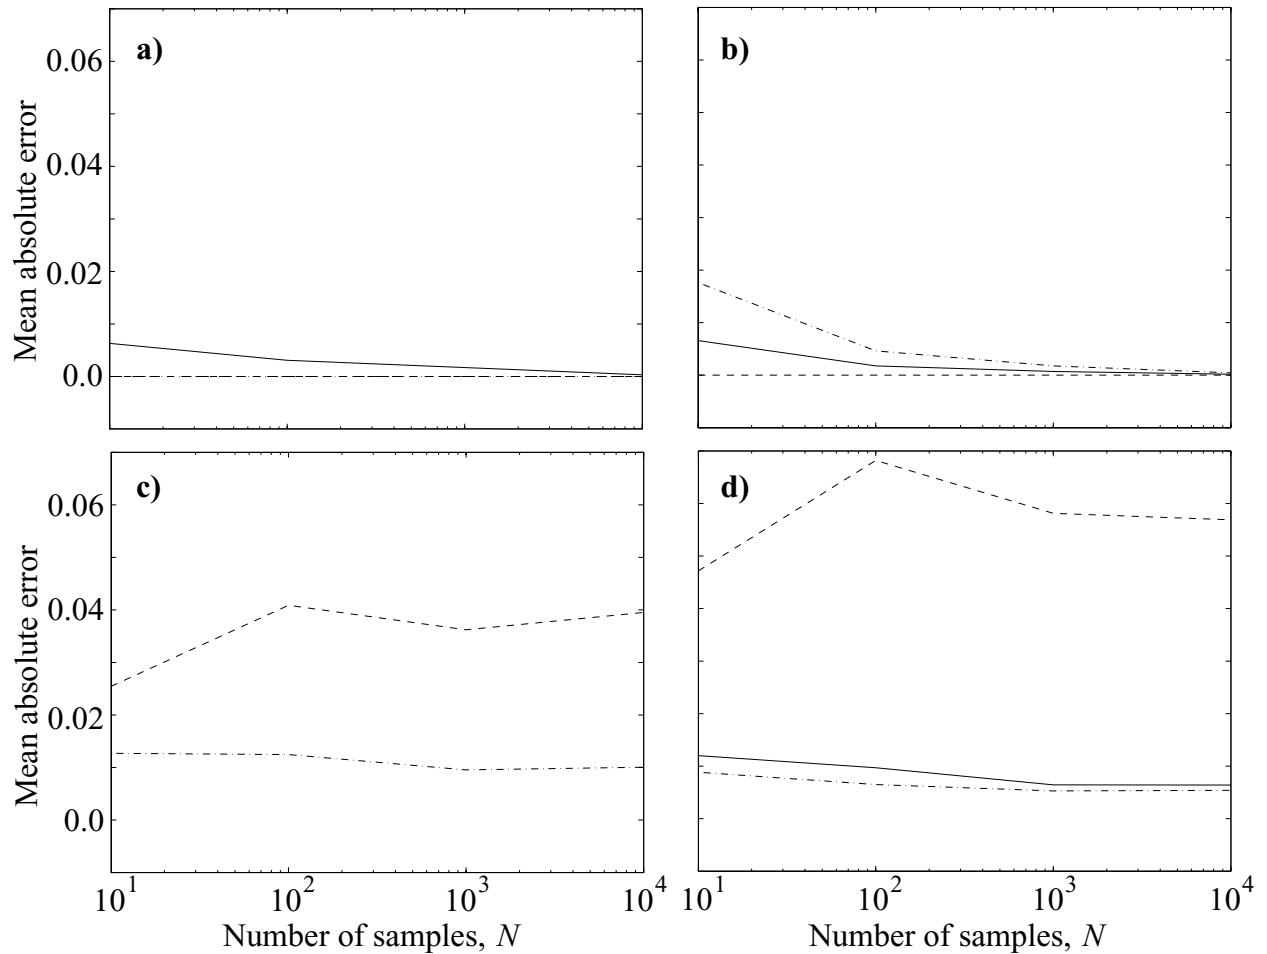 a)
b)
0.06
0.04
0.02
0.0
Mean absolute error
c)
d)
0.06
0.04
0.02
0.0
Mean absolute error
10^1 10^2 10^3 10^4
10^1 10^2 10^3 10^4
Number of samples, N
Number of samples, N